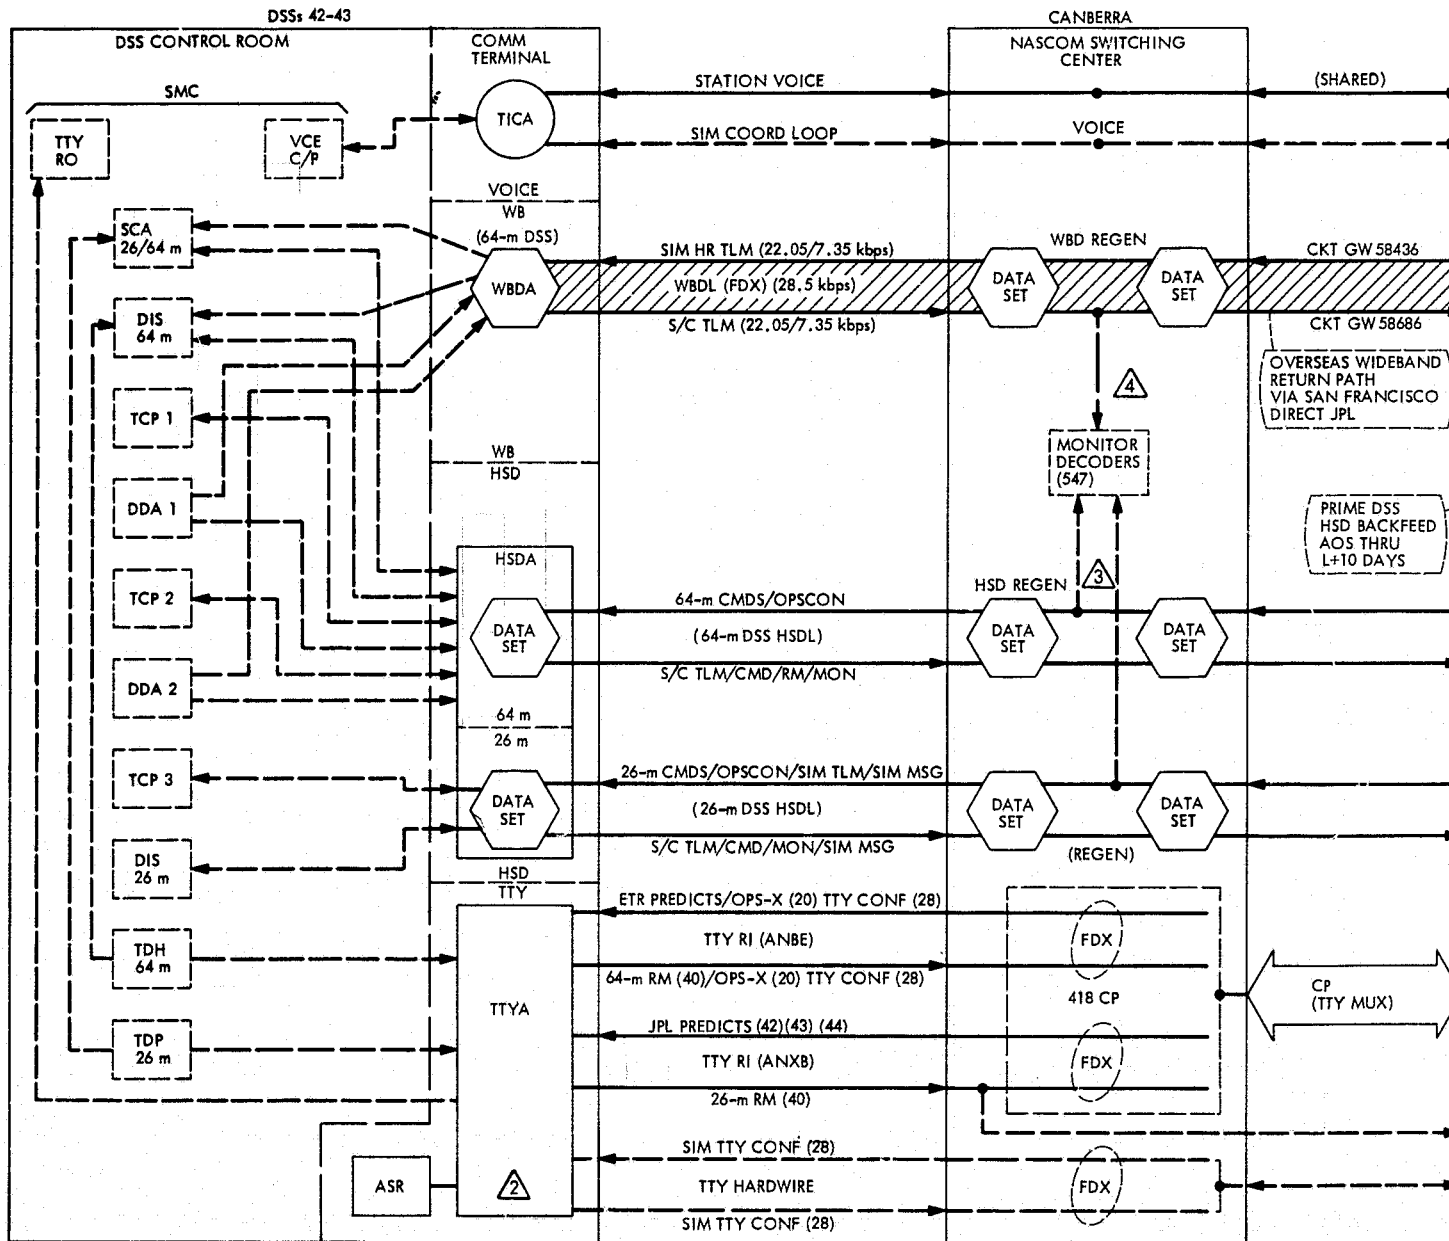 DSSs 42-43
CANBERRA
DSS CONTROL ROOM
COMM
TERMINAL
NASCOM SWITCHING
CENTER
SMC
TTY
RO
VCE
C/P
TICA
STATION VOICE
(SHARED)
SIM COORD LOOP
VOICE
VOICE
WB
(64-m DSS)
SCA
26/64 m
WBDA
SIM HR TLM (22.05/7.35 kbps)
WBDL (FDX) (28.5 kbps)
S/C TLM (22.05/7.35 kbps)
WBD REGEN
DATA
SET
DATA
SET
CKT GW 58436
CKT GW 58686
OVERSEAS WIDEBAND
RETURN PATH
VIA SAN FRANCISCO
DIRECT JPL
DIS
64 m
TCP 1
4
MONITOR
DECODERS
(547)
WB
HSD
DDA 1
PRIME DSS
HSD BACKFEED
AOS THRU
L+10 DAYS
HSDA
3
TCP 2
DATA
SET
64-m CMDS/OPSCON
(64-m DSS HSDL)
S/C TLM/CMD/RM/MON
HSD REGEN
DATA
SET
DATA
SET
DDA 2
64 m
26 m
TCP 3
DATA
SET
26-m CMDS/OPSCON/SIM TLM/SIM MSG
(26-m DSS HSDL)
S/C TLM/CMD/MON/SIM MSG
DATA
SET
DATA
SET
(REGEN)
DIS
26 m
HSD
TTY
ETR PREDICTS/OPS-X (20) TTY CONF (28)
TTY RI (ANBE)
64-m RM (40)/OPS-X (20) TTY CONF (28)
FDX
TDH
64 m
TTYA
418 CP
CP
(TTY MUX)
JPL PREDICTS (42)(43) (44)
TTY RI (ANXB)
26-m RM (40)
FDX
TDP
26 m
SIM TTY CONF (28)
TTY HARDWIRE
SIM TTY CONF (28)
FDX
ASR
2